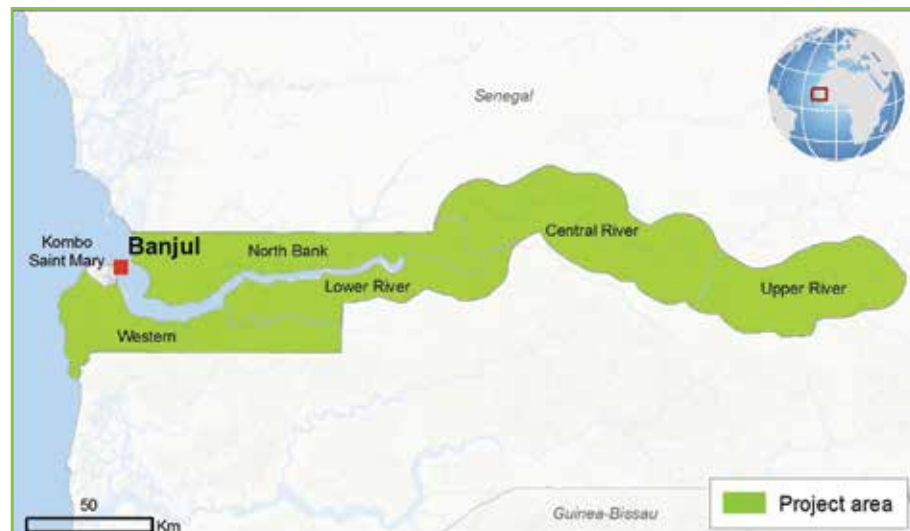 Senegal
Kombo
Saint Mary
Banjul
North Bank
Central River
Lower River
Upper River
Western
50
Km
Guinea-Bissau
Project area